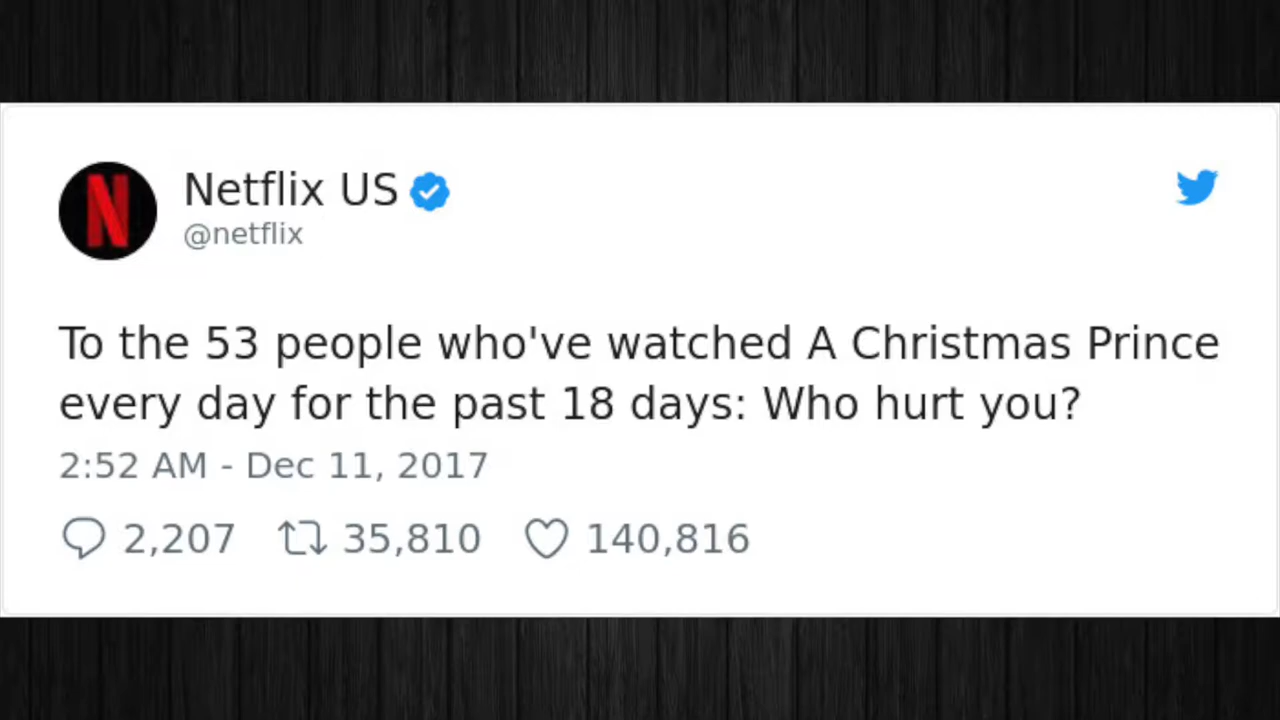 Netflix US
@netflix
To the 53 people who've watched A Christmas Prince
every day for the past 18 days: Who hurt you?
2:52 AM - Dec 11, 2017
2,207 35,810 140,816